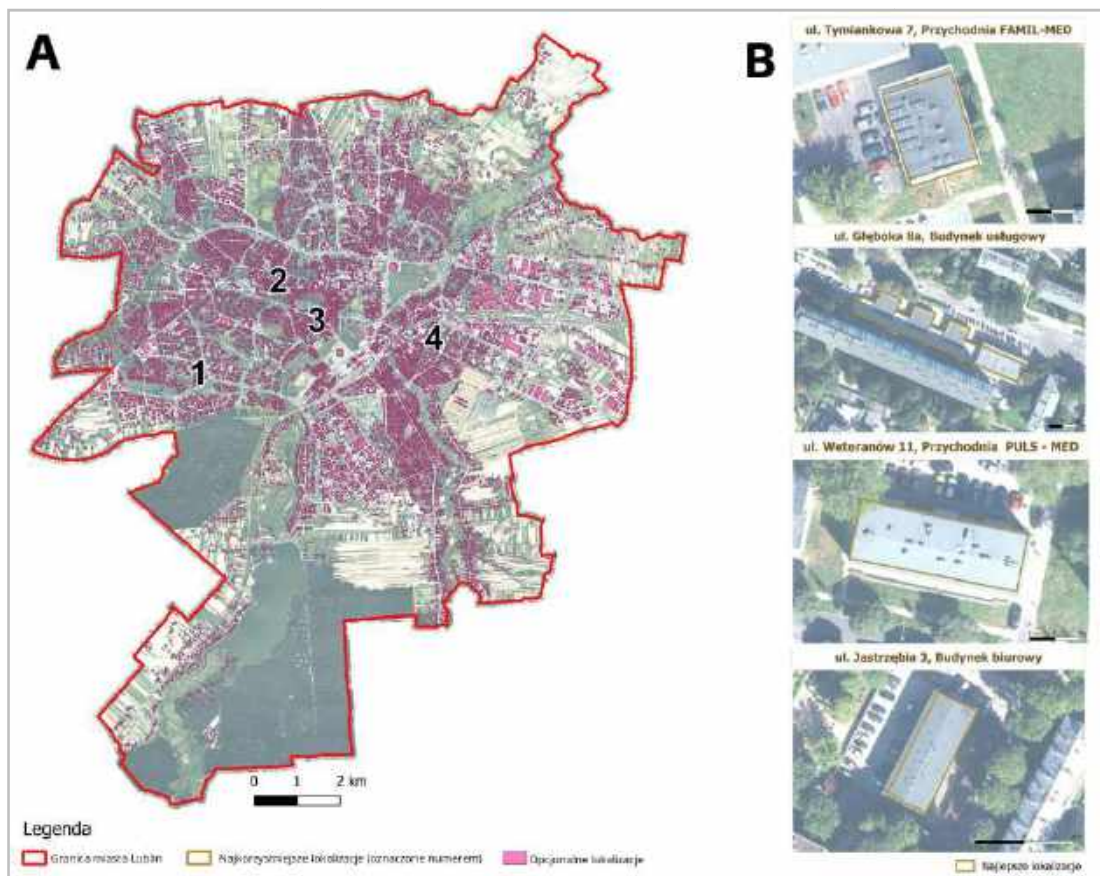 A
B
ul. Tymiankowa 7, Przychodnia FAMIL-MED
ul. Głęboka 8a, Budynek usługowy
2
3
4
1
ul. Weteranów 11, Przychodnia PULS - MED
ul. Jastrzębia 3, Budynek biurowy
0 1 2 km
Legenda
Granica miasta Lublin
Najkorzystniejsze lokalizacje (oznaczone numerem)
Opcjonalne lokalizacje
Najlepsze lokalizacje